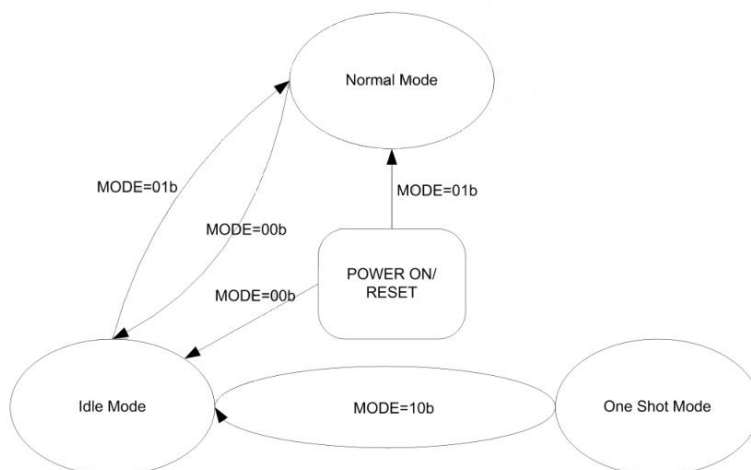 Normal Mode
MODE=01b
MODE=01b
MODE=00b
POWER ON/
RESET
MODE=00b
Idle Mode
MODE=10b
One Shot Mode